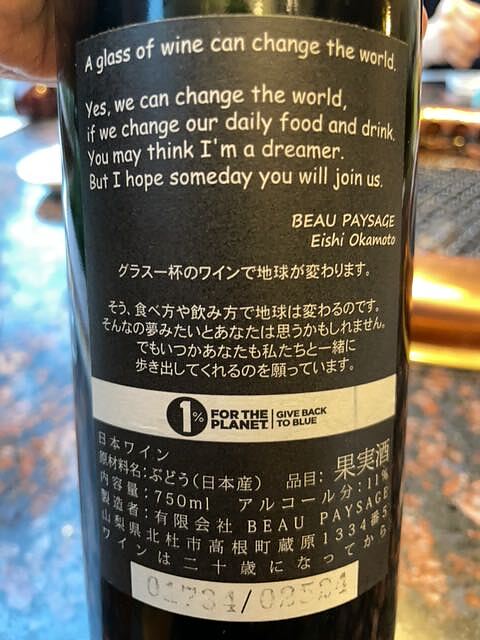 A glass of wine can change the world.
Yes, we can change the world,
if we change our daily food and drink.
You may think I'm a dreamer.
But I hope someday you will join us.
BEAU PAYSAGE
Eishi Okamoto
グラス一杯のワインで地球が変わります。
そう、食べ方や飲み方で地球は変わるのです。
そんなの夢みたいとあなたは思うかもしれません。
でもいつかあなたも私たちと一緒に
歩き出してくれるのを願っています。
1% FOR THE PLANET. GIVE BACK TO BLUE
日本ワイン
原材料名:ぶどう(日本産) 品目: 果実酒
内容量:750ml アルコール分:11%
製造者:有限会社 BEAU PAYSAGE
山梨県北杜市高根町蔵原1334番5
ワインは二十歳になってから